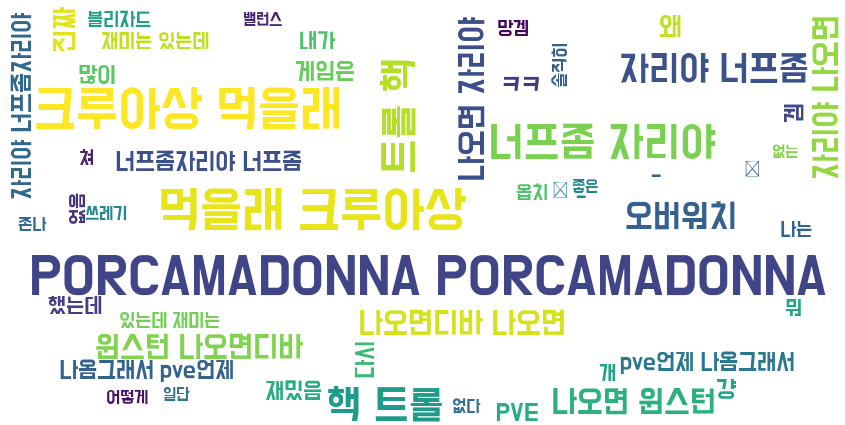 블리자드
밸런스
진짜
재미는 있는데
내가
망겜
왜
솔직히
많이
게임은
ㅋㅋ
자리야 너프좀
자리야 너프좀자리야
크루아상 먹을래
트롤 핵
나오면 자리야
너프좀 자리야
겜
자리야 나오면
쳐
너프좀자리야 너프좀
없는
먹을래 크루아상
옵치
좋은
없음
쓰레기
존나
오버워치
나는
PORCAMADONNA PORCAMADONNA
했는데
뭐
있는데 재미는
나오면디바 나오면
윈스턴 나오면디바
다시
나옴그래서 pve언제
개
pve언제 나옴그래서
어떻게
일단
재밌음
핵 트롤
없다
PVE
나오면 윈스턴
걍